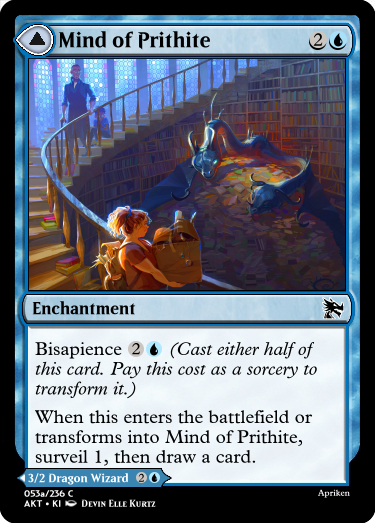 Mind of Prithite 2
Enchantment
Bisapience 2 (Cast either half of
this card. Pay this cost as a sorcery to
transform it.)
When this enters the battlefield or
transforms into Mind of Prithite,
surveil 1, then draw a card.
3/2 Dragon Wizard 2
053a/236 C
Apriken
AKT • KI Devin Elle Kurtz